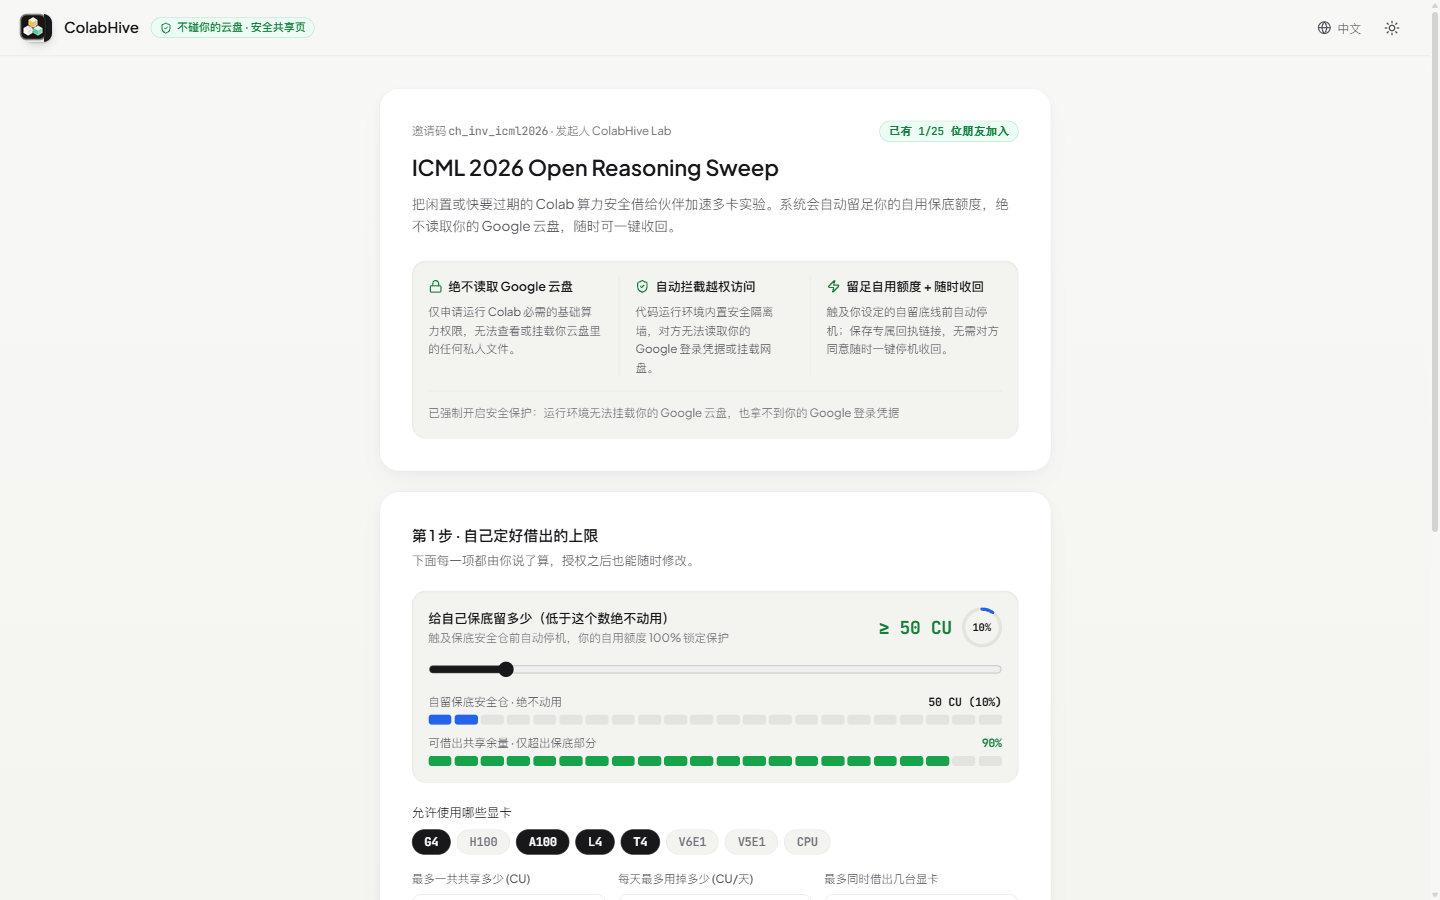 ColabHive
不碰你的云盘 · 安全共享页
中文
邀请码 ch_inv_icml2026 · 发起人 ColabHive Lab
已有 1/25 位朋友加入
ICML 2026 Open Reasoning Sweep
把闲置或快要过期的 Colab 算力安全借给伙伴加速多卡实验。系统会自动留足你的自用保底额度，绝
不读取你的 Google 云盘，随时可一键收回。
绝不读取 Google 云盘
仅申请运行 Colab 必需的基础算
力权限，无法查看或挂载你云盘里
的任何私人文件。
自动拦截越权访问
代码运行环境内置安全隔离
墙，对方无法读取你的
Google 登录凭据或挂载网
盘。
留足自用额度 + 随时收回
触及你设定的自留底线前自动停
机；保存专属回执链接，无需对方
同意随时一键停机收回。
已强制开启安全保护：运行环境无法挂载你的 Google 云盘，也拿不到你的 Google 登录凭据
第 1 步 · 自己定好借出的上限
下面每一项都由你说了算，授权之后也能随时修改。
给自己保底留多少（低于这个数绝不动用）
触及保底安全仓前自动停机，你的自用额度 100% 锁定保护
≥ 50 CU
10%
自留保底安全仓 · 绝不动用
50 CU (10%)
可借出共享余量 · 仅超出保底部分
90%
允许使用哪些显卡
G4 H100 A100 L4 T4 V6E1 V5E1 CPU
最多一共共享多少 (CU)
每天最多用掉多少 (CU/天)
最多同时借出几台显卡